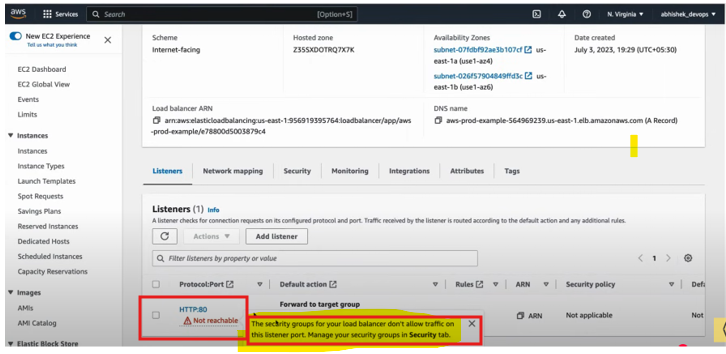 aws
Services
Search
[Option+S]
N. Virginia
abhishek_devops
New EC2 Experience
Tell us what you think
EC2 Dashboard
EC2 Global View
Events
Limits
Instances
Instances
Instance Types
Launch Templates
Spot Requests
Savings Plans
Reserved Instances
Dedicated Hosts
Scheduled Instances
Capacity Reservations
Images
AMIs
AMI Catalog
Elastic Block Store
Scheme
Internet-facing
Hosted zone
Z35SXDOTRQ7X7K
Availability Zones
subnet-07fdbf92ae3b107cf us-
east-1a (use1-az4)
subnet-026f57904849ffd3c us-
east-1b (use1-az6)
Date created
July 3, 2023, 19:29 (UTC+05:30)
Load balancer ARN
arn:aws:elasticloadbalancing:us-east-1:956919395764:loadbalancer/app/aws
-prod-example/e78800d5003879c4
DNS name
aws-prod-example-564969239.us-east-1.elb.amazonaws.com (A Record)
Listeners
Network mapping
Security
Monitoring
Integrations
Attributes
Tags
Listeners (1) Info
A listener checks for connection requests on its configured protocol and port. Traffic received by the listener is routed according to the default action and any additional rules.
Actions
Add listener
Filter listeners by property or value
1
Protocol:Port
Default action
Rules
ARN
Security policy
Defa
HTTP:80
Not reachable
Forward to target group
The security groups for your load balancer don't allow traffic on
this listener port. Manage your security groups in Security tab.
ARN
Not applicable
Not